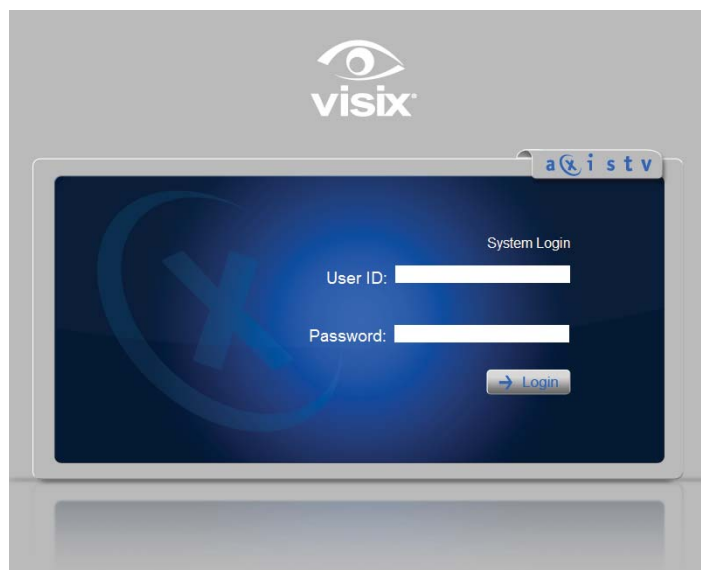 visix
axistv
System Login
User ID:
Password:
Login